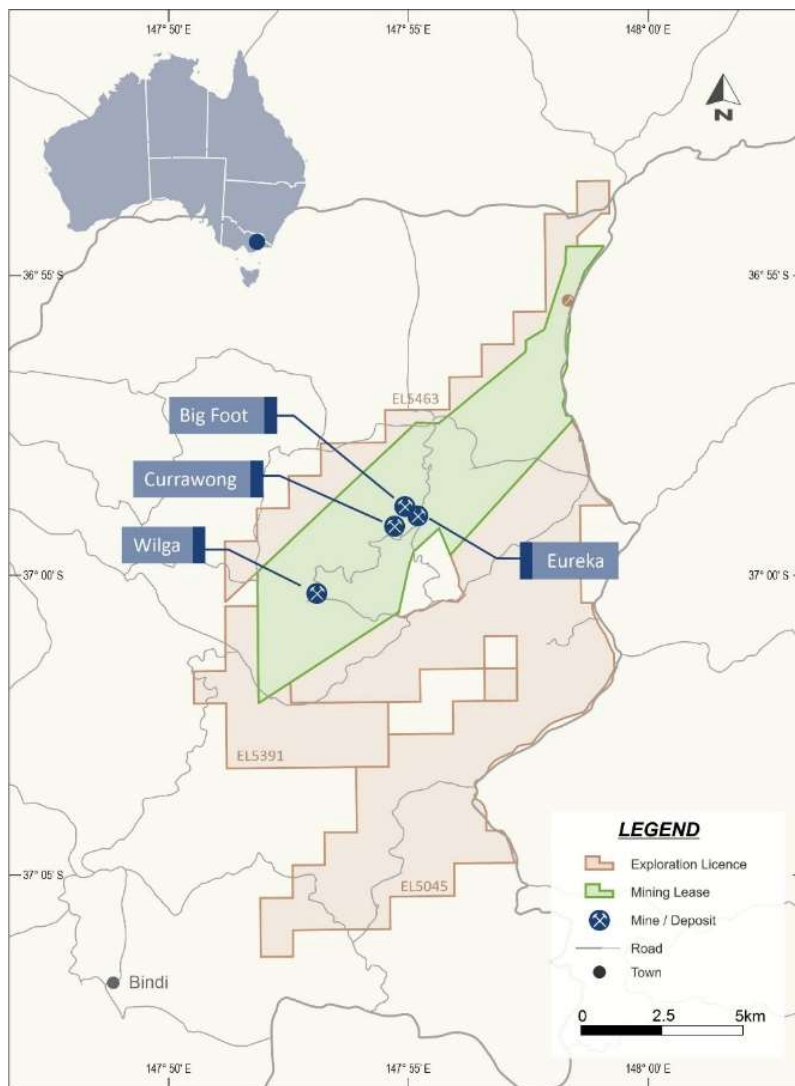 147° 50' E
147° 55' E
148° 00' E
N
36° 55' S
36° 55' S
EL5463
Big Foot
Currawong
Wilga
Eureka
37° 00' S
37° 00' S
EL5391
EL5045
37° 05' S
37° 05' S
Bindi
LEGEND
Exploration Licence
Mining Lease
Mine / Deposit
Road
Town
0 2.5 5km
147° 50' E
147° 55' E
148° 00' E